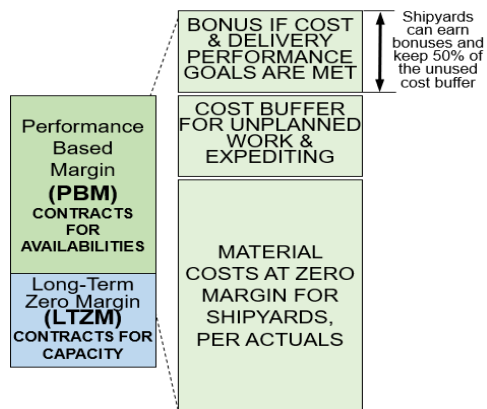 BONUS IF COST
& DELIVERY
PERFORMANCE
GOALS ARE MET
Shipyards
can earn
bonuses and
keep 50% of
the unused
cost buffer
COST BUFFER
FOR UNPLANNED
WORK &
EXPEDITING
MATERIAL
COSTS AT ZERO
MARGIN FOR
SHIPYARDS,
PER ACTUALS
Performance
Based
Margin
(PBM)
CONTRACTS
FOR
AVAILABILITIES
Long-Term
Zero Margin
(LTZM)
CONTRACTS FOR
CAPACITY